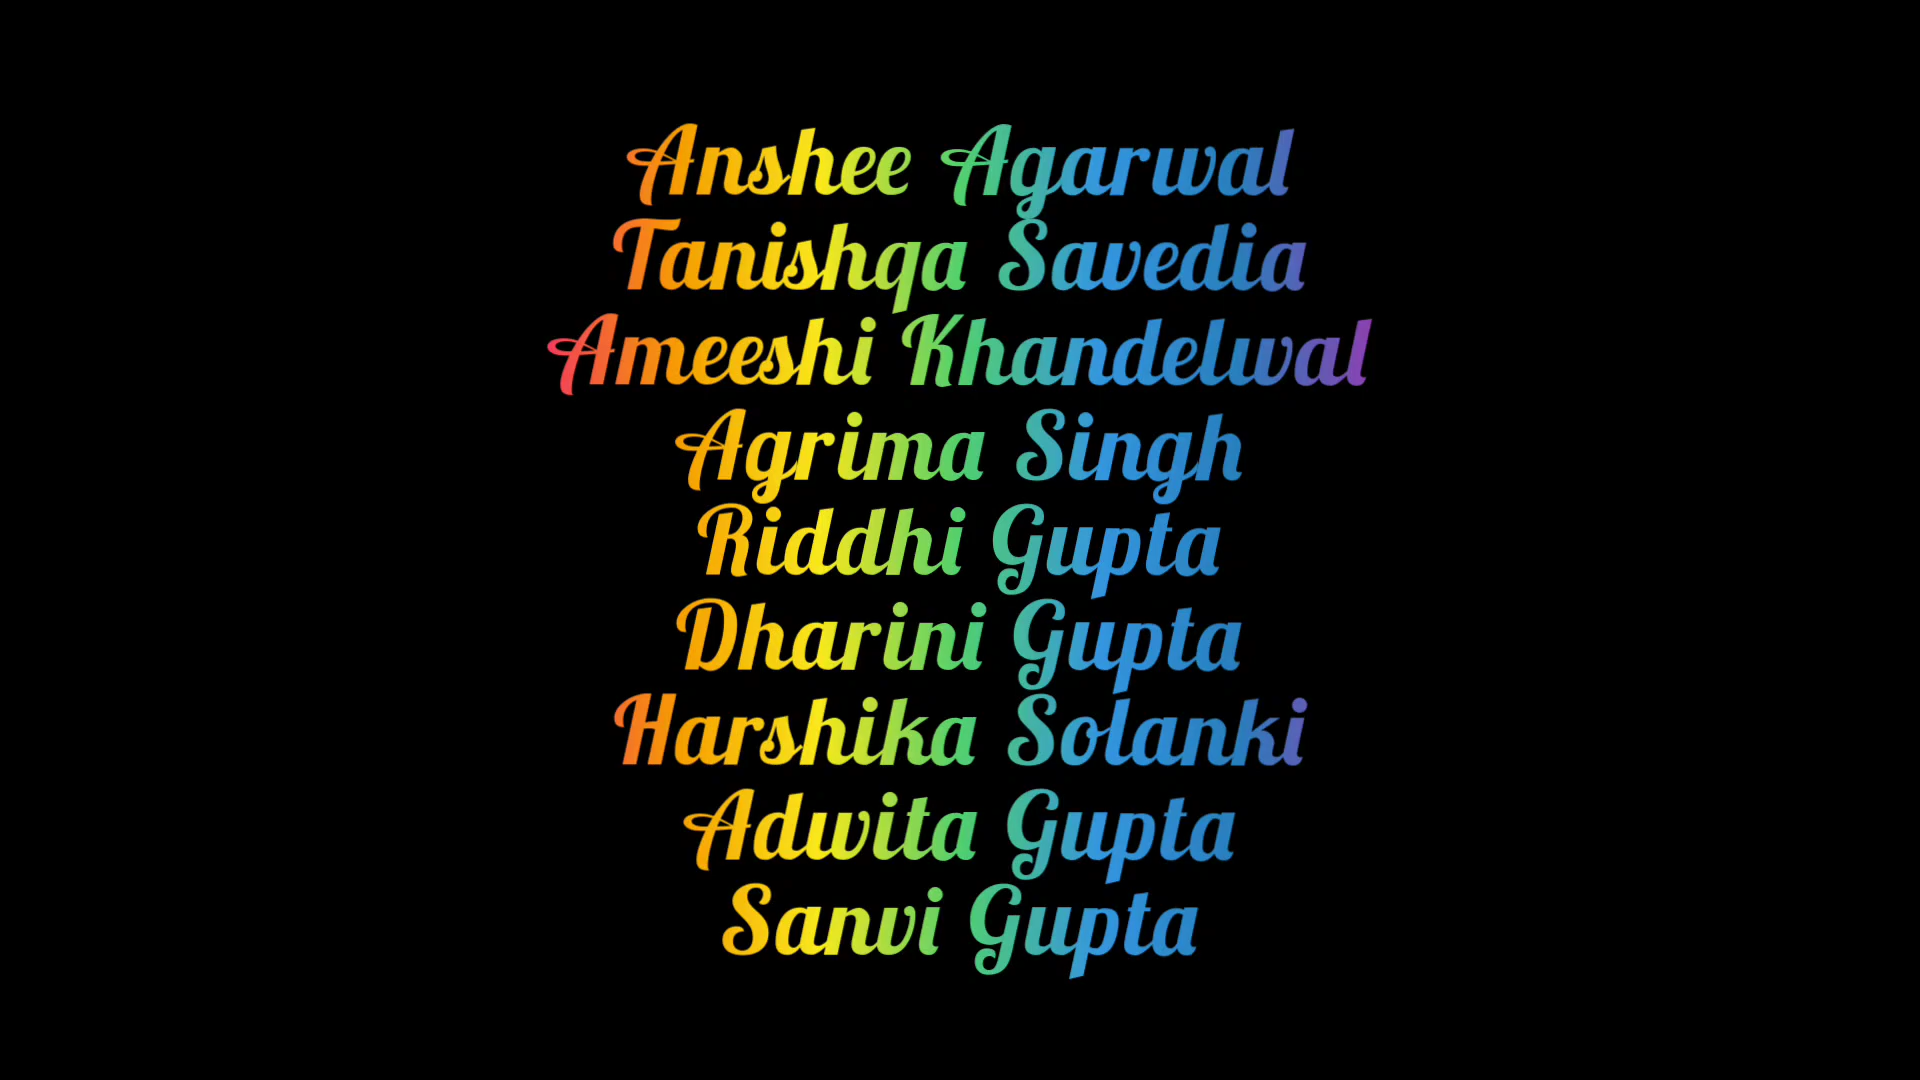 Anshee Agarwal
Tanishqa Savedia
Ameeshi Khandelwal
Agrima Singh
Riddhi Gupta
Dharini Gupta
Harshika Solanki
Adwita Gupta
Sanvi Gupta